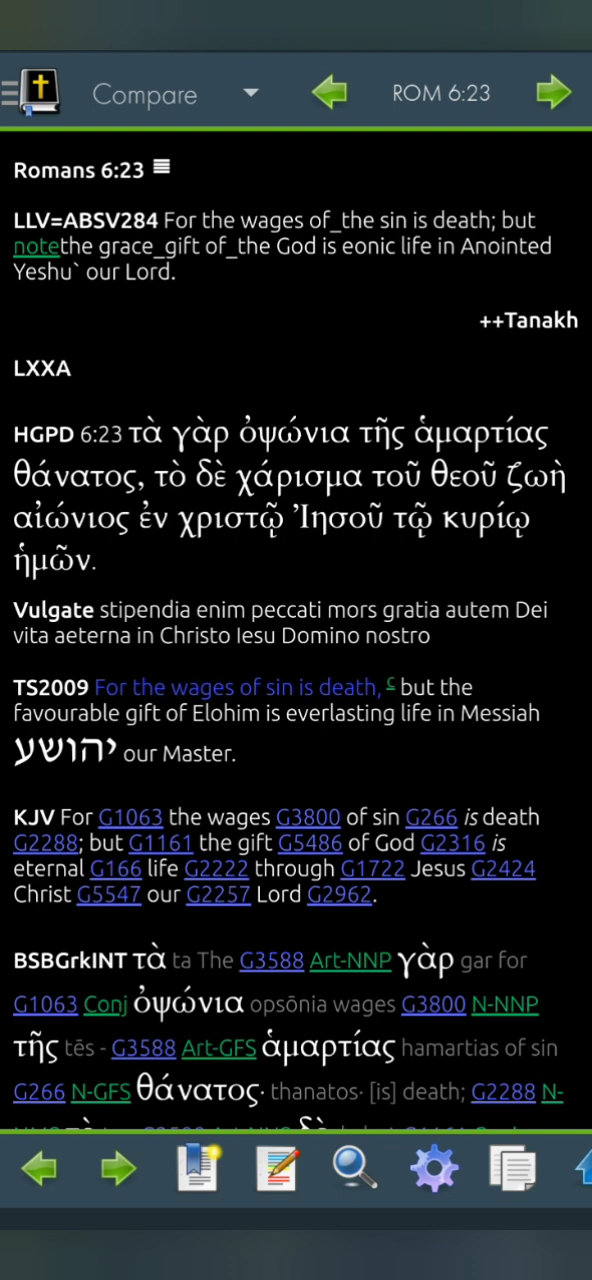 Compare
ROM 6:23
Romans 6:23
LLV=ABSV284 For the wages of_the sin is death; but
notethe grace_gift of_the God is eonic life in Anointed
Yeshu` our Lord.
++Tanakh
LXXA
HGPD 6:23 τὰ γὰρ ὀψώνια τῆς ἁμαρτίας
θάνατος, τὸ δὲ χάρισμα τοῦ θεοῦ ζωὴ
αἰώνιος ἐν χριστῷ Ἰησοῦ τῷ κυρίῳ
ἡμῶν.
Vulgate stipendia enim peccati mors gratia autem Dei
vita aeterna in Christo Iesu Domino nostro
TS2009 For the wages of sin is death, c but the
favourable gift of Elohim is everlasting life in Messiah
יהושע our Master.
KJV For G1063 the wages G3800 of sin G266 is death
G2288; but G1161 the gift G5486 of God G2316 is
eternal G166 life G2222 through G1722 Jesus G2424
Christ G5547 our G2257 Lord G2962.
BSBGrkINT τὰ ta The G3588 Art-NNP γὰρ gar for
G1063 Conj ὀψώνια opsōnia wages G3800 N-NNP
τῆς tēs - G3588 Art-GFS ἁμαρτίας hamartias of sin
G266 N-GFS θάνατος· thanatos· [is] death; G2288 N-